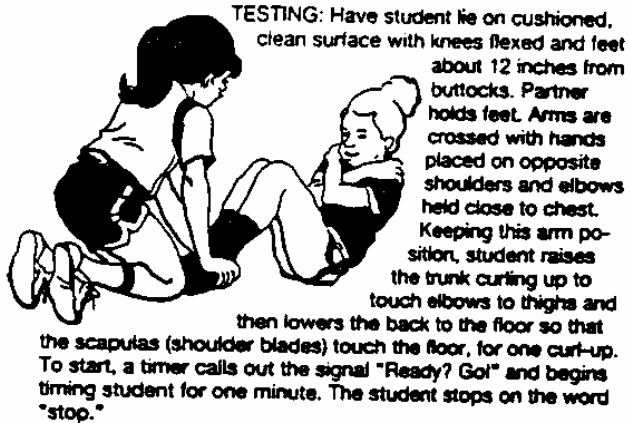 TESTING: Have student lie on cushioned,
clean surface with knees flexed and feet
about 12 inches from
buttocks. Partner
holds feet. Arms are
crossed with hands
placed on opposite
shoulders and elbows
held close to chest.
Keeping this arm po-
sition, student raises
the trunk curling up to
touch elbows to thighs and
then lowers the back to the floor so that
the scapulas (shoulder blades) touch the floor, for one curl-up.
To start, a timer calls out the signal "Ready? Go!" and begins
timing student for one minute. The student stops on the word
"stop."